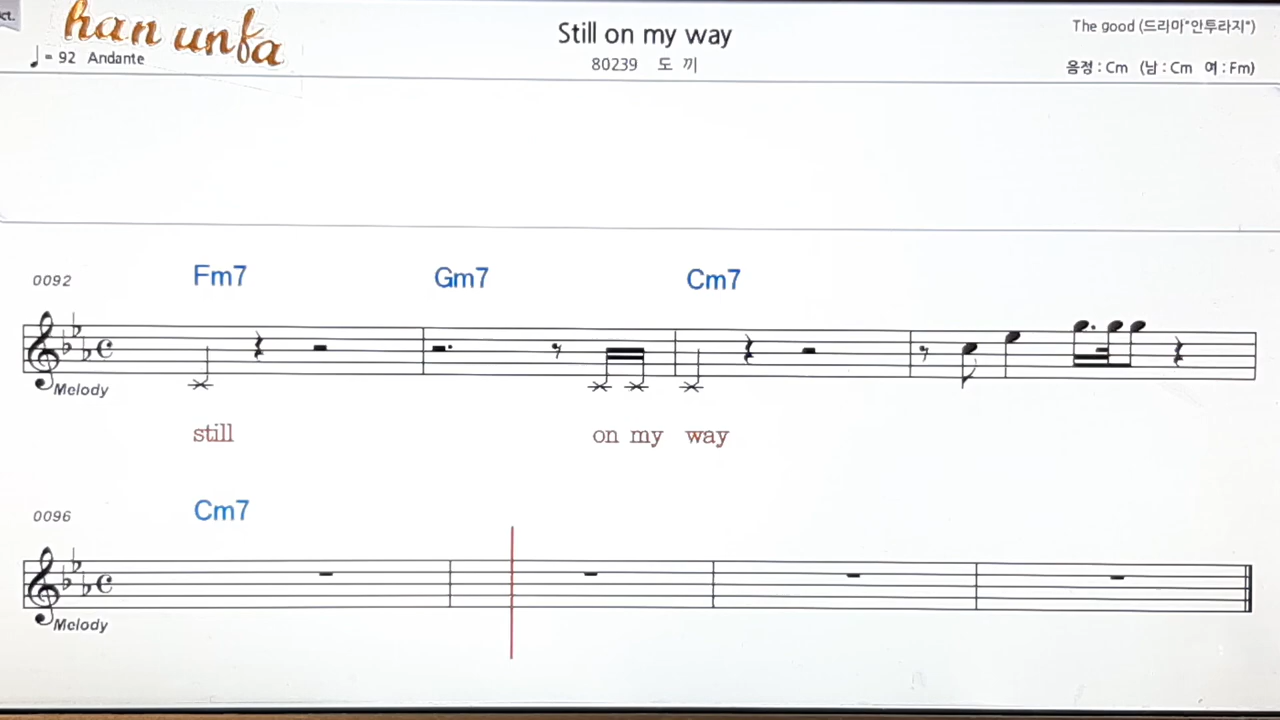 ct.
han unfa
♩ = 92 Andante
Still on my way
80239 도 끼
The good (드라마"안투라지")
음정 : Cm (남 : Cm 여 : Fm)
0092
Fm7 Gm7 Cm7
Melody
still on my way
0096
Cm7
Melody